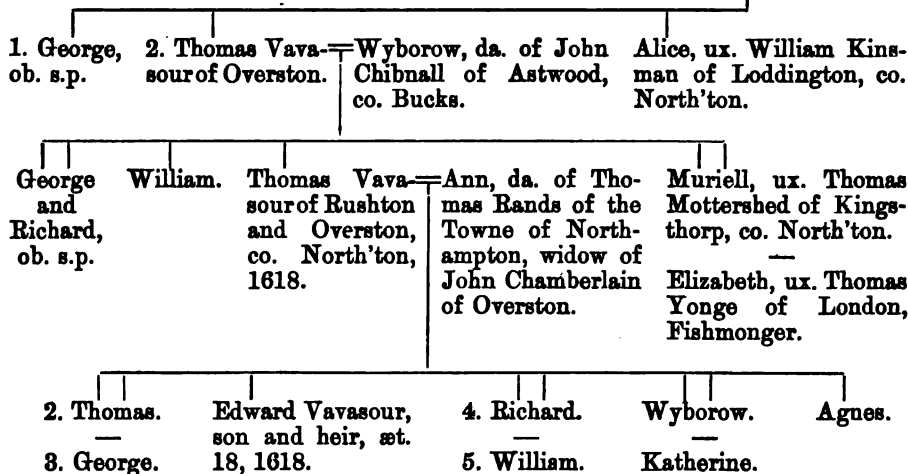 1. George,
ob. s.p.
2. Thomas Vava-
sour of Overston.
Wyborow, da. of John
Chibnall of Astwood,
co. Bucks.
Alice, ux. William Kins-
man of Loddington, co.
North'ton.
George
and
Richard,
ob. s.p.
William.
Thomas Vava-
sour of Rushton
and Overston,
co. North'ton,
1618.
Ann, da. of Tho-
mas Rands of the
Towne of North-
ampton, widow of
John Chamberlain
of Overston.
Muriell, ux. Thomas
Mottershed of Kings-
thorp, co. North'ton.
—
Elizabeth, ux. Thomas
Yonge of London,
Fishmonger.
2. Thomas.
—
3. George.
Edward Vavasour,
son and heir, æt.
18, 1618.
4. Richard.
—
5. William.
Wyborow.
—
Katherine.
Agnes.